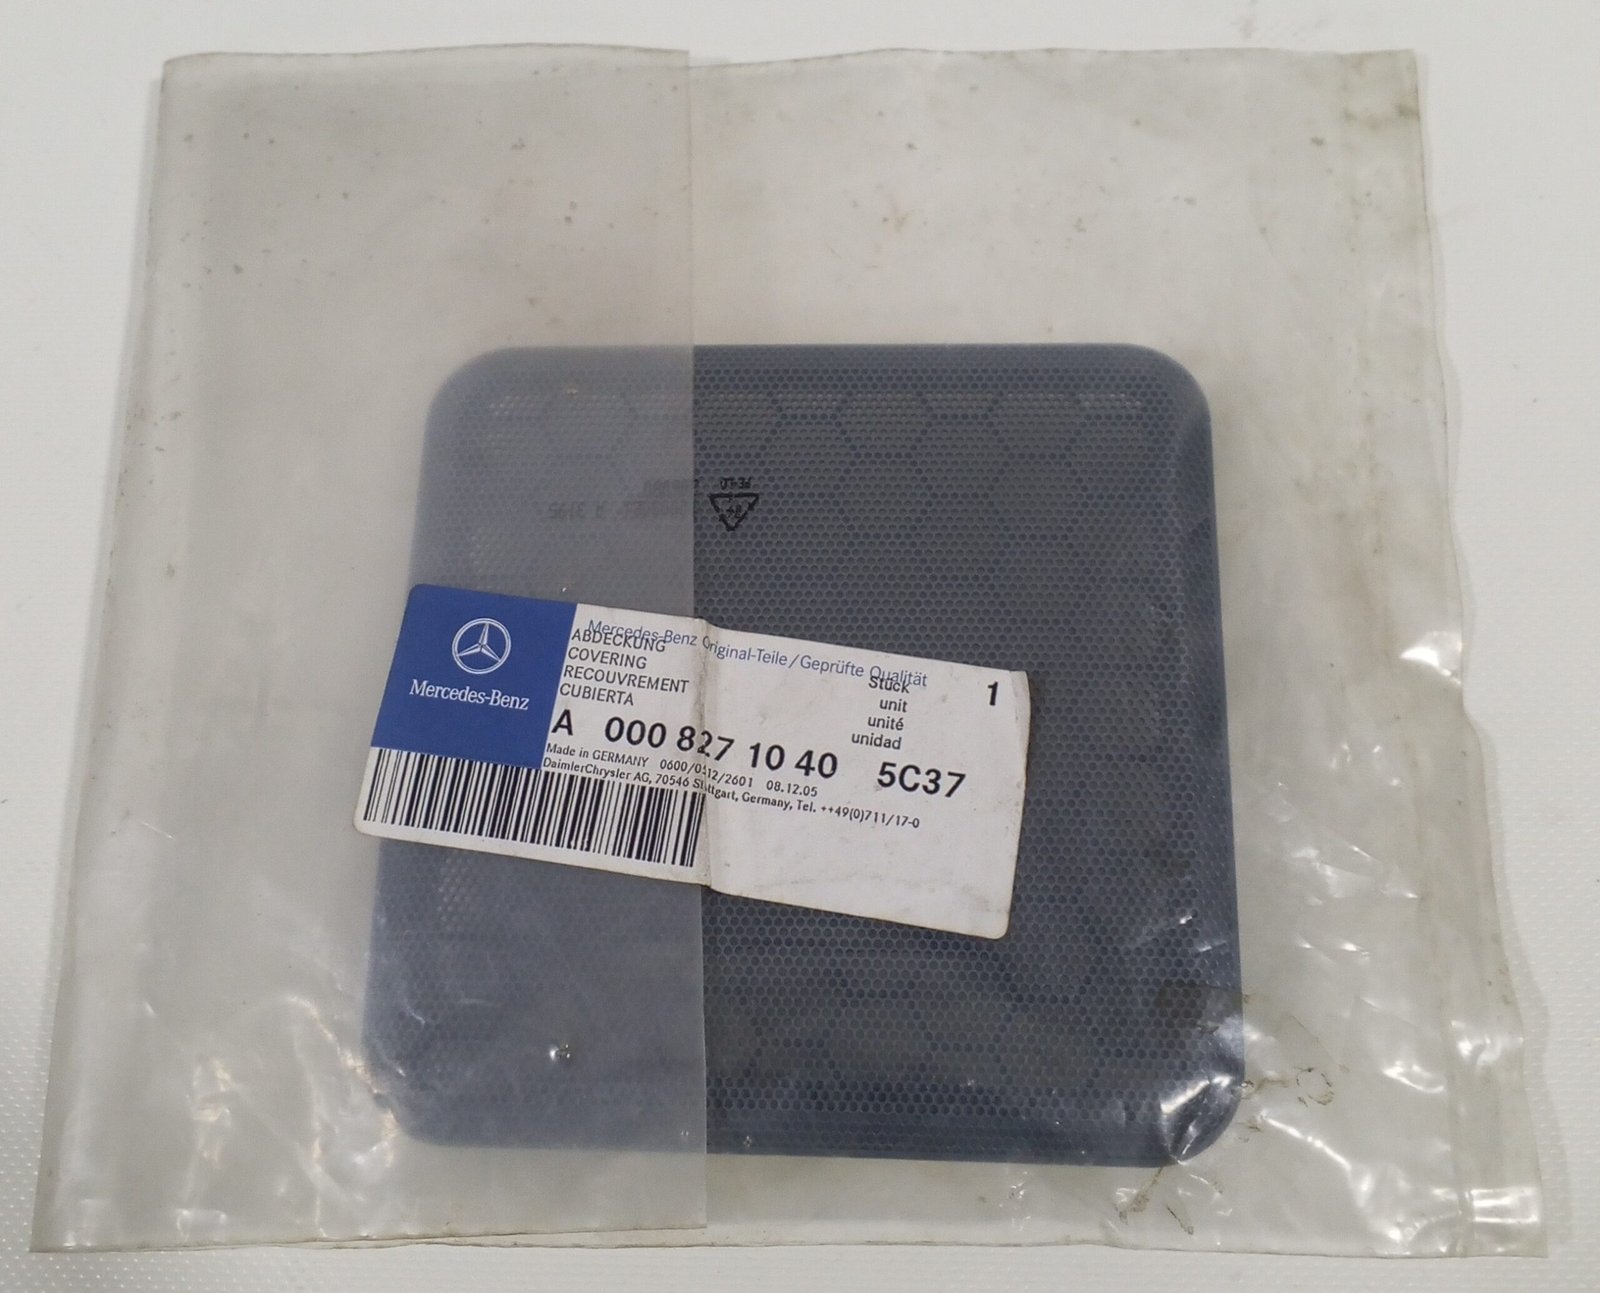 Mercedes-Benz
Mercedes-Benz Original-Teile/Geprüfte Qualität
ABDECKUNG
COVERING
RECOUVREMENT
CUBIERTA
Stück 1
unit
unité
unidad
A 000 827 10 40 5C37
Made in GERMANY 0600/0512/2601 08.12.05
DaimlerChrysler AG, 70546 Stuttgart, Germany, Tel. ++49(0)711/17-0